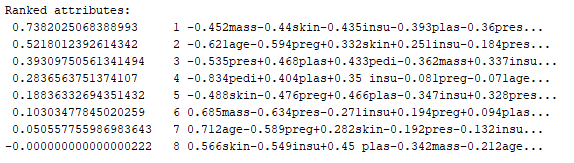 Ranked attributes:
0.7382025068388993 1 -0.452mass-0.44skin-0.435insu-0.393plas-0.36pres...
0.5218012392614342 2 -0.621age-0.594preg+0.332skin+0.251insu-0.184pres...
0.39309750561341494 3 -0.535pres+0.468plas+0.433pedi-0.362mass+0.337insu...
0.2836563751374107 4 -0.834pedi+0.404plas+0.35 insu-0.081preg-0.071age...
0.18836332694351432 5 -0.488skin-0.476preg+0.466plas-0.347insu+0.328pres...
0.10303477845020259 6 0.685mass-0.634pres-0.271insu+0.194preg+0.094plas...
0.050557755986983643 7 0.712age-0.589preg+0.282skin-0.192pres-0.132insu...
-0.000000000000000222 8 0.566skin-0.549insu+0.45 plas-0.342mass-0.212age...